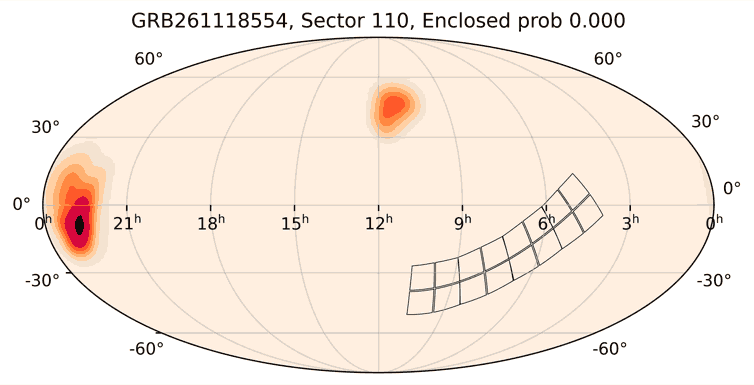 GRB261118554, Sector 110, Enclosed prob 0.000
60° 60°
30° 30°
0° 0°
0h 21h 18h 15h 12h 9h 6h 3h 0h
-30° -30°
-60° -60°